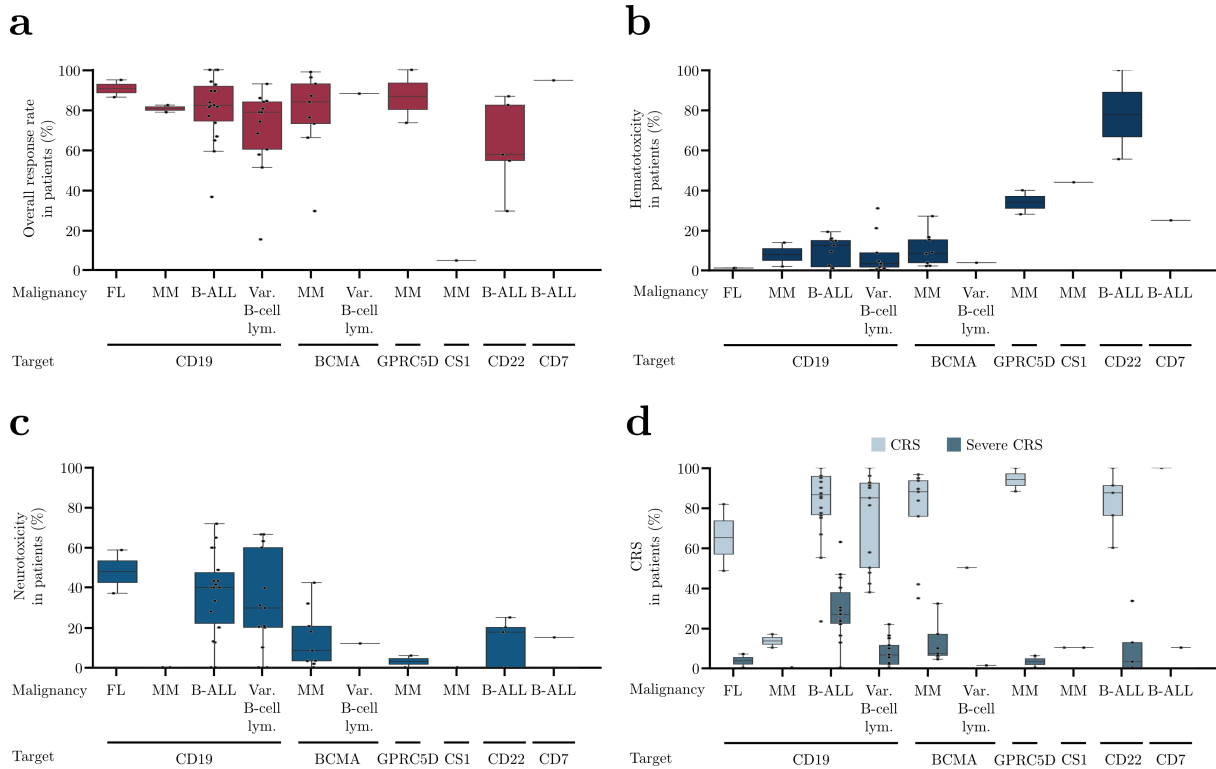 a
Overall response rate
in patients (%)
100
80
60
40
20
0
Malignancy FL MM B-ALL Var. MM Var. MM MM B-ALL B-ALL
B-cell B-cell
lym. lym.
Target CD19 BCMA GPRC5D CS1 CD22 CD7
b
Hematotoxicity
in patients (%)
100
80
60
40
20
0
Malignancy FL MM B-ALL Var. MM Var. MM MM B-ALL B-ALL
B-cell B-cell
lym. lym.
Target CD19 BCMA GPRC5D CS1 CD22 CD7
c
Neurotoxicity
in patients (%)
100
80
60
40
20
0
Malignancy FL MM B-ALL Var. MM Var. MM MM B-ALL B-ALL
B-cell B-cell
lym. lym.
Target CD19 BCMA GPRC5D CS1 CD22 CD7
d
CRS Severe CRS
CRS
in patients (%)
100
80
60
40
20
0
Malignancy FL MM B-ALL Var. MM Var. MM MM B-ALL B-ALL
B-cell B-cell
lym. lym.
Target CD19 BCMA GPRC5D CS1 CD22 CD7